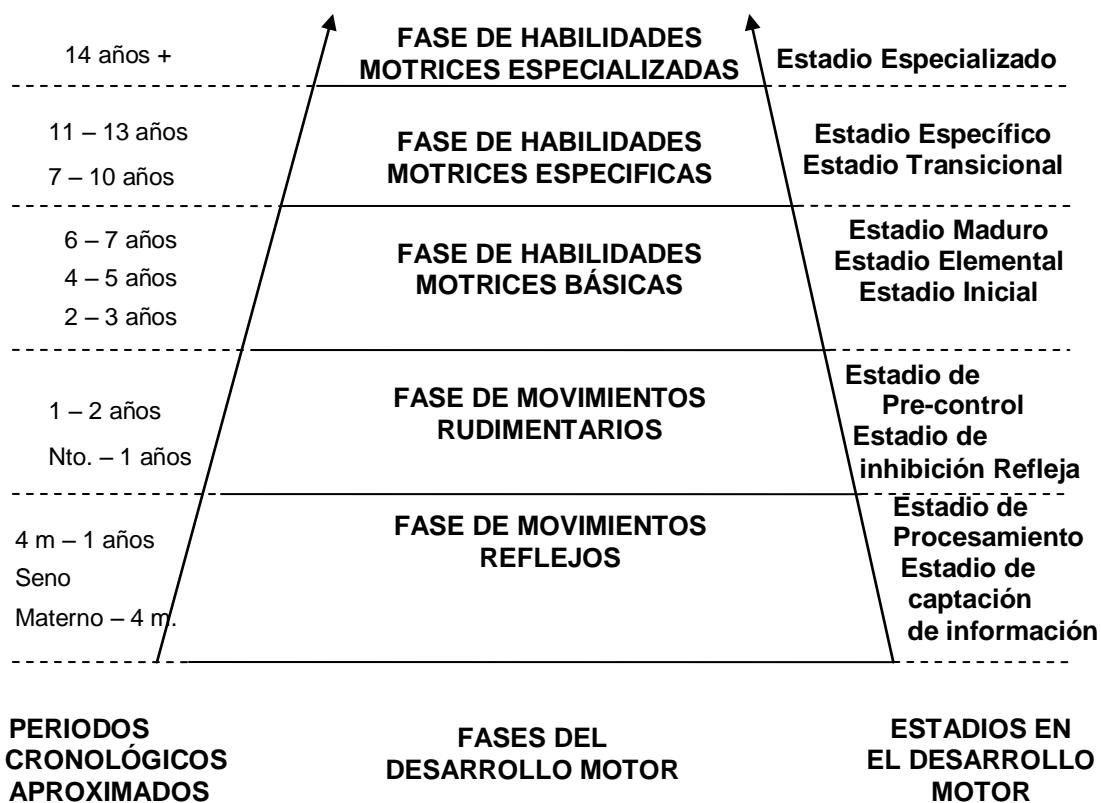 14 años +
FASE DE HABILIDADES
MOTRICES ESPECIALIZADAS
Estadio Especializado
11 – 13 años
7 – 10 años
FASE DE HABILIDADES
MOTRICES ESPECIFICAS
Estadio Específico
Estadio Transicional
6 – 7 años
4 – 5 años
2 – 3 años
FASE DE HABILIDADES
MOTRICES BÁSICAS
Estadio Maduro
Estadio Elemental
Estadio Inicial
1 – 2 años
Nto. – 1 años
FASE DE MOVIMIENTOS
RUDIMENTARIOS
Estadio de
Pre-control
Estadio de
inhibición Refleja
4 m – 1 años
Seno
Materno – 4 m.
FASE DE MOVIMIENTOS
REFLEJOS
Estadio de
Procesamiento
Estadio de
captación
de información
PERIODOS
CRONOLÓGICOS
APROXIMADOS
FASES DEL
DESARROLLO MOTOR
ESTADIOS EN
EL DESARROLLO
MOTOR